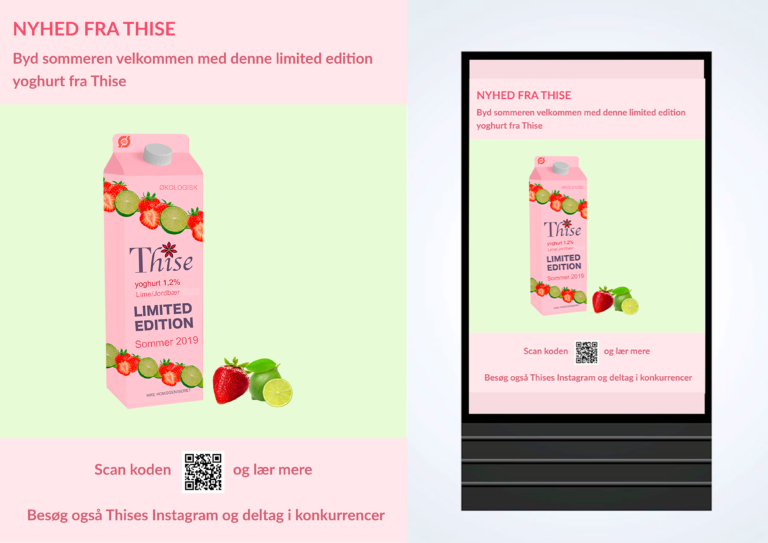 NYHED FRA THISE
Byd sommeren velkommen med denne limited edition
yoghurt fra Thise
ØKOLOGISK
Thise
yoghurt 1,2%
Lime/Jordbær
LIMITED
EDITION
Sommer 2019
Scan koden og lær mere
Besøg også Thises Instagram og deltag i konkurrencer
NYHED FRA THISE
Byd sommeren velkommen med denne limited edition
yoghurt fra Thise
ØKOLOGISK
Thise
yoghurt 1,2%
Lime/Jordbær
LIMITED
EDITION
Sommer 2019
Scan koden og lær mere
Besøg også Thises Instagram og deltag i konkurrencer